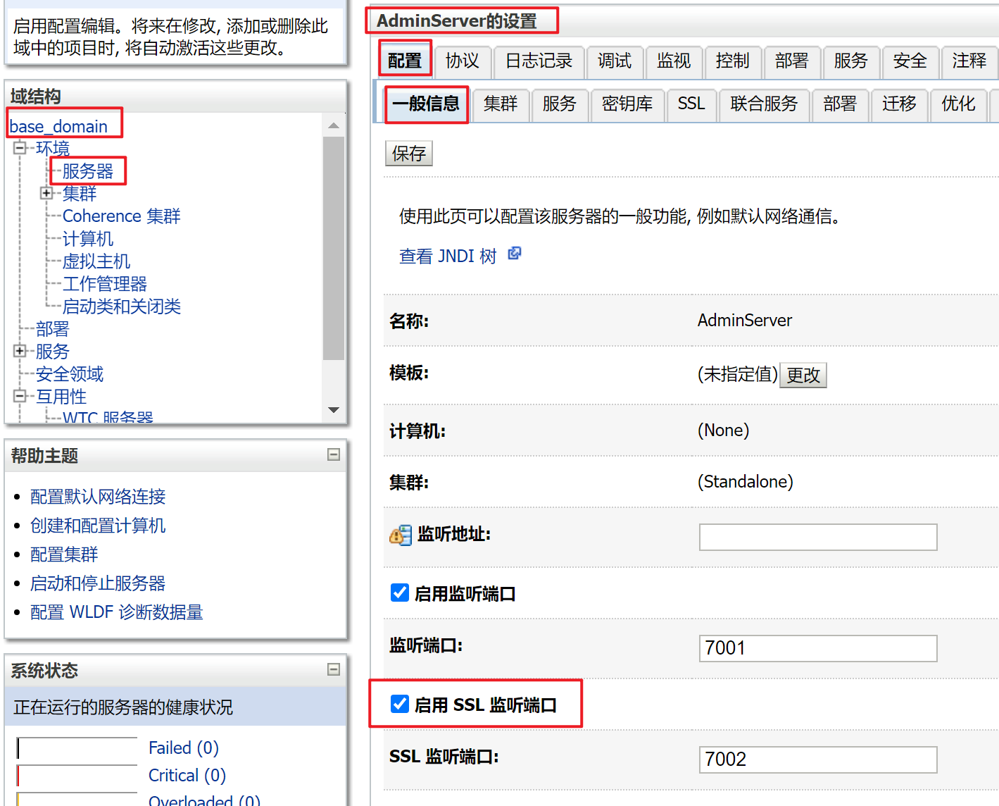 启用配置编辑。将来在修改, 添加或删除此
域中的项目时, 将自动激活这些更改。
域结构
base_domain
环境
服务器
集群
Coherence 集群
计算机
虚拟主机
工作管理器
启动类和关闭类
部署
服务
安全领域
互用性
WTC 服务器
帮助主题
配置默认网络连接
创建和配置计算机
配置集群
启动和停止服务器
配置 WLDF 诊断数据量
系统状态
正在运行的服务器的健康状况
Failed (0)
Critical (0)
Overloaded (0)
AdminServer的设置
配置 协议 日志记录 调试 监视 控制 部署 服务 安全 注释
一般信息 集群 服务 密钥库 SSL 联合服务 部署 迁移 优化
保存
使用此页可以配置该服务器的一般功能, 例如默认网络通信。
查看 JNDI 树
名称: AdminServer
模板: (未指定值) 更改
计算机: (None)
集群: (Standalone)
监听地址:
启用监听端口
监听端口: 7001
启用 SSL 监听端口
SSL 监听端口: 7002